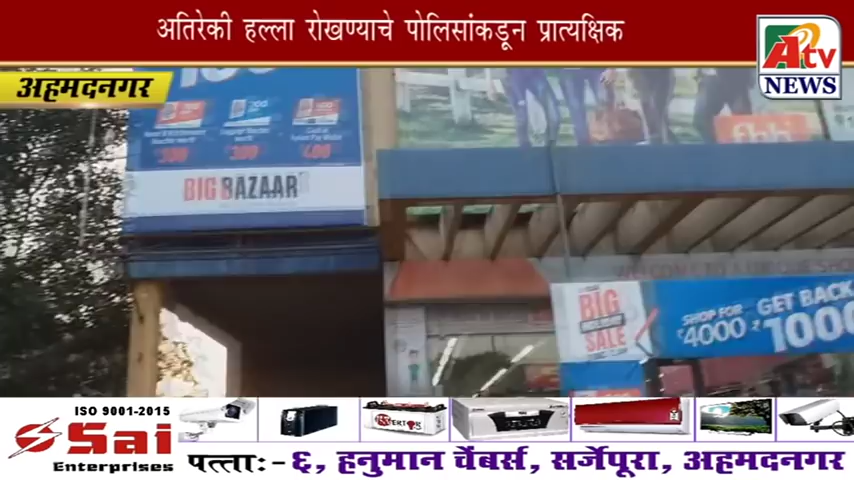 अतिरेकी हल्ला रोखण्याचे पोलिसांकडून प्रात्यक्षिक
Atv
NEWS
अहमदनगर
BIG BAZAAR
fbb
BIG
SALE
SHOP FOR
₹4000
GET BACK
₹1000
ISO 9001-2015
Sai
Enterprises
पत्ताः- ६, हनुमान चेंबर्स, सर्जेपूरा, अहमदनगर